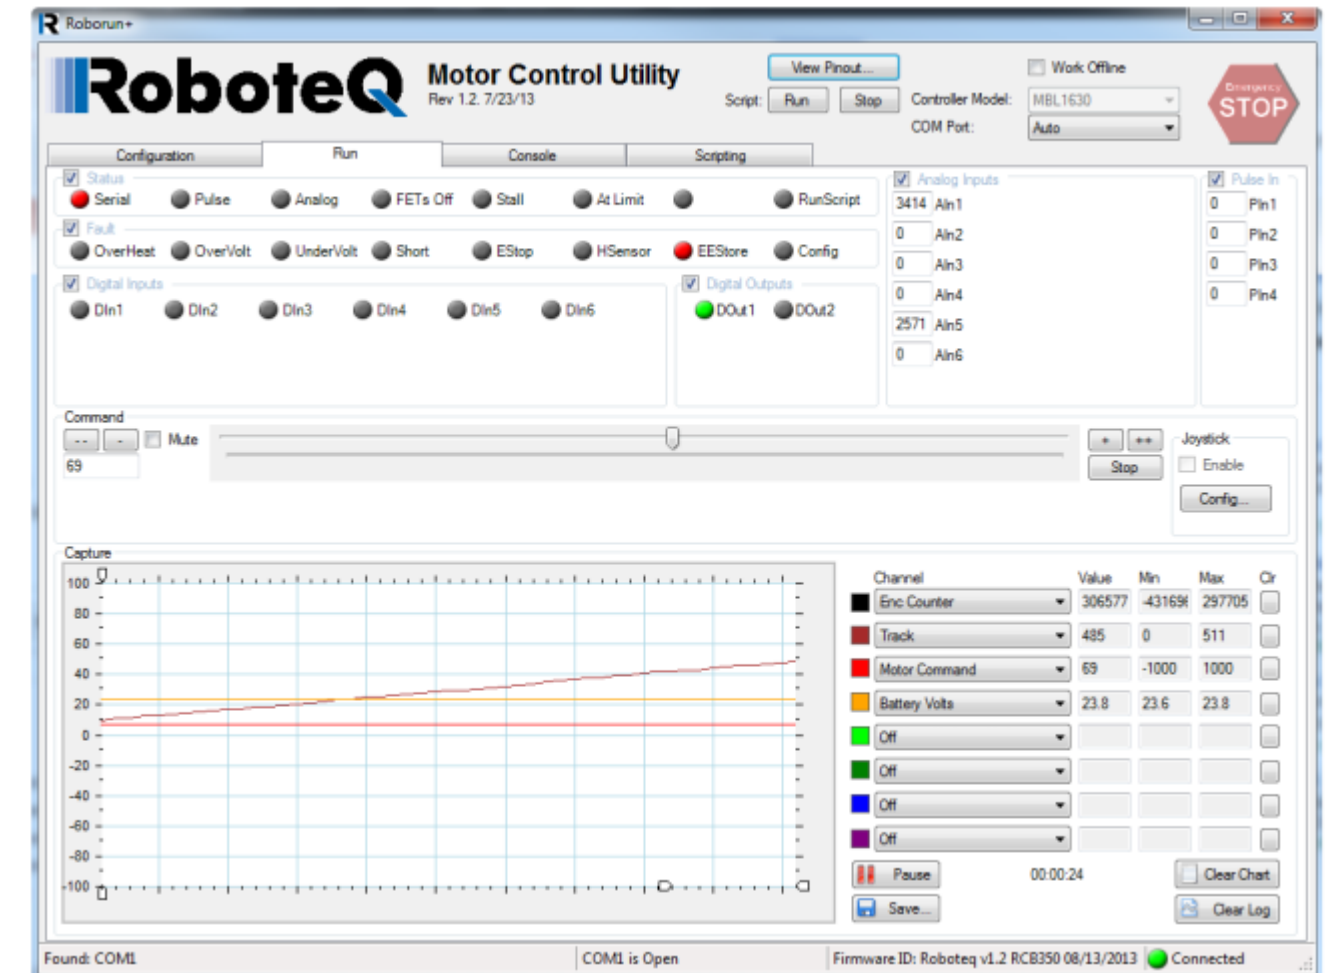 Roborun+
RoboteQ
Motor Control Utility
Rev 1.2. 7/23/13
View Pinout...
Work Offline
Script: Run Stop
Controller Model: MBL1630
COM Port: Auto
Emergency
STOP
Configuration Run Console Scripting
Status
Serial Pulse Analog FETs Off Stall At Limit RunScript
Fault
OverHeat OverVolt UnderVolt Short EStop HSensor EEStore Config
Digital Inputs
DIn1 DIn2 DIn3 DIn4 DIn5 DIn6
Digital Outputs
DOut1 DOut2
Analog Inputs
3414 AIn1
0 AIn2
0 AIn3
0 AIn4
2571 AIn5
0 AIn6
Pulse In
0 PIn1
0 PIn2
0 PIn3
0 PIn4
Command
-- - Mute
69
+ ++
Stop
Joystick
Enable
Config...
Capture
100
80
60
40
20
0
-20
-40
-60
-80
-100
Channel Value Min Max Clr
Enc Counter 306577 -431696 297705
Track 485 0 511
Motor Command 69 -1000 1000
Battery Volts 23.8 23.6 23.8
Off
Off
Off
Off
Pause 00:00:24 Clear Chart
Save... Clear Log
Found: COM1 COM1 is Open Firmware ID: Roboteq v1.2 RCB350 08/13/2013 Connected